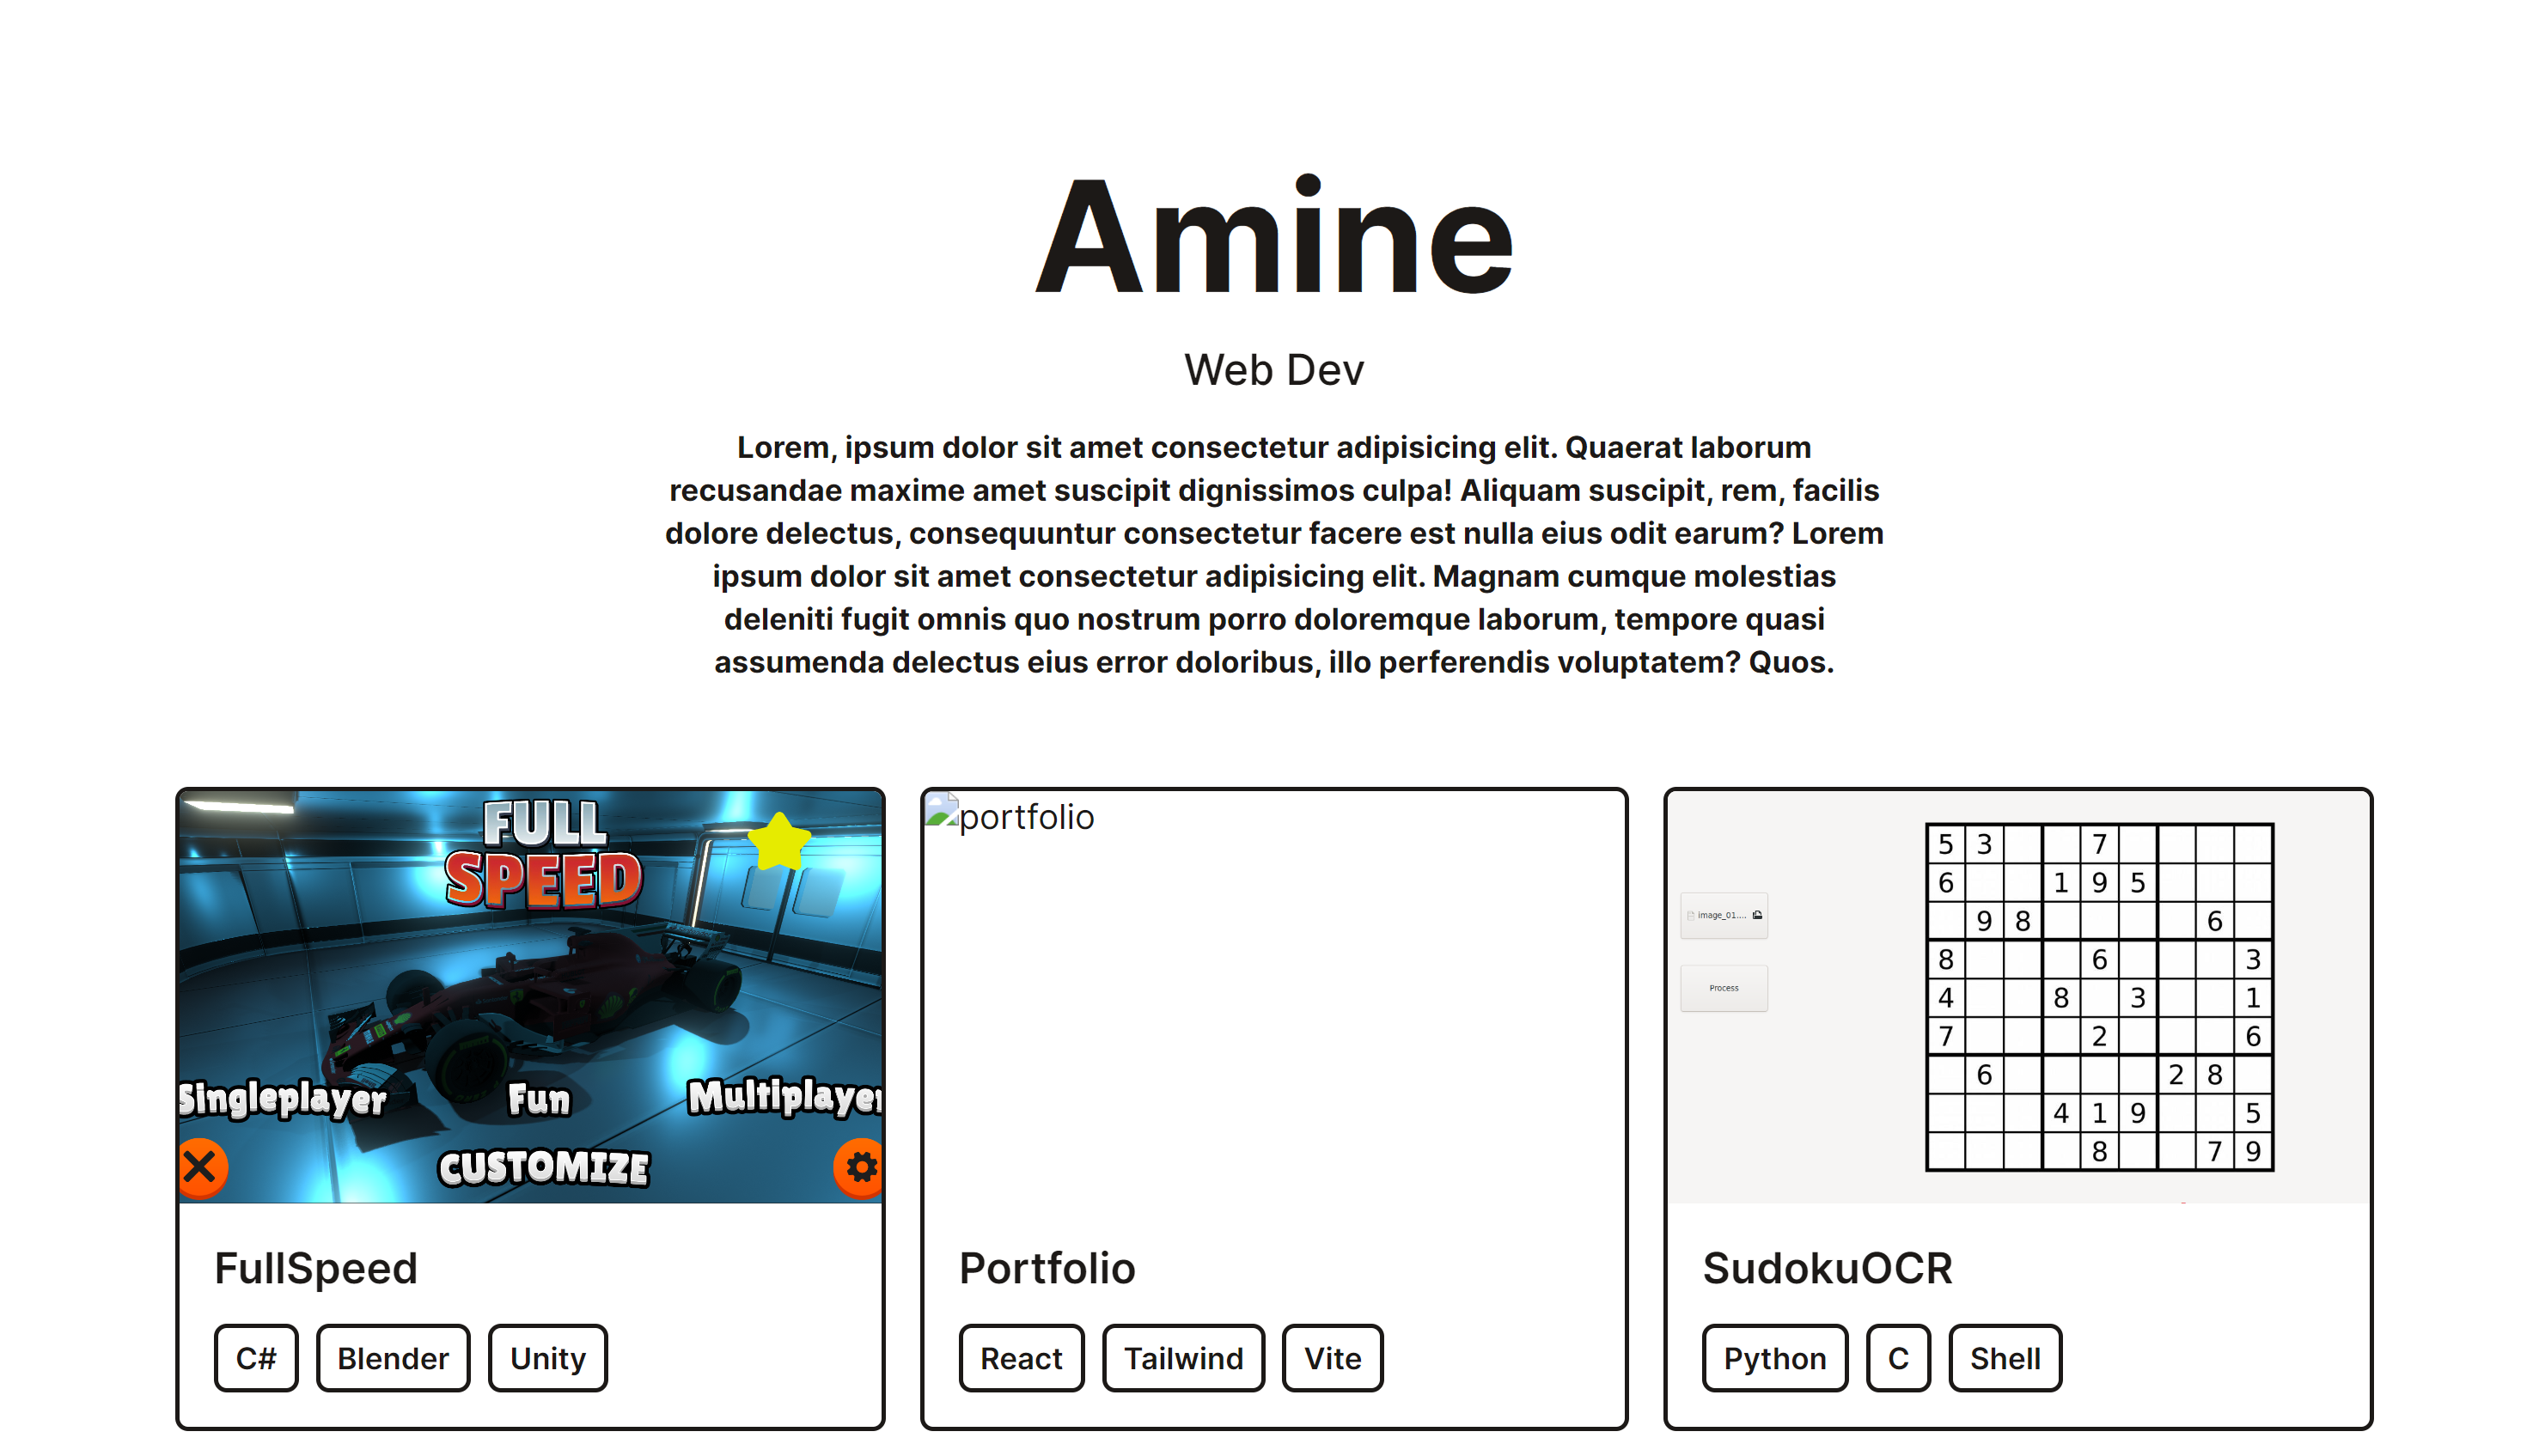 Amine
Web Dev
Lorem, ipsum dolor sit amet consectetur adipisicing elit. Quaerat laborum
recusandae maxime amet suscipit dignissimos culpa! Aliquam suscipit, rem, facilis
dolore delectus, consequuntur consectetur facere est nulla eius odit earum? Lorem
ipsum dolor sit amet consectetur adipisicing elit. Magnam cumque molestias
deleniti fugit omnis quo nostrum porro doloremque laborum, tempore quasi
assumenda delectus eius error doloribus, illo perferendis voluptatem? Quos.
FULL
SPEED
Singleplayer Fun Multiplayer
CUSTOMIZE
FullSpeed
C# Blender Unity
portfolio
Portfolio
React Tailwind Vite
image_01....
Process
5 3 7
6 1 9 5
9 8 6
8 6 3
4 8 3 1
7 2 6
6 2 8
4 1 9 5
8 7 9
SudokuOCR
Python C Shell